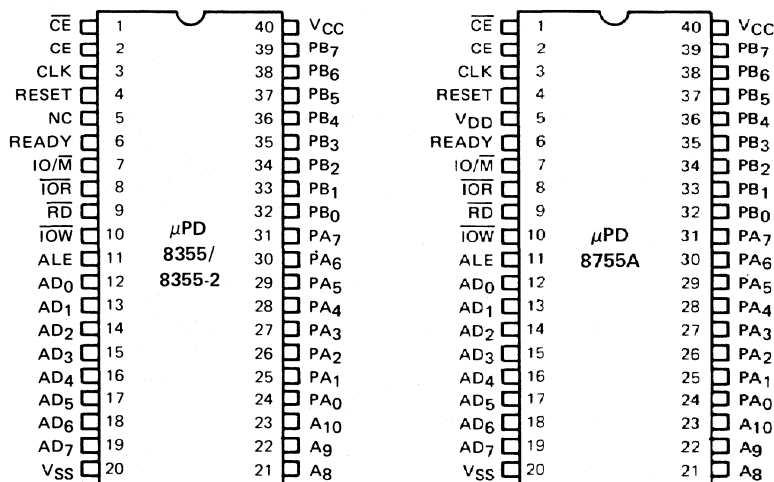 C̅E̅ 1 40 VCC
CE 2 39 PB7
CLK 3 38 PB6
RESET 4 37 PB5
NC 5 36 PB4
READY 6 35 PB3
IO/M̅ 7 34 PB2
I̅O̅R̅ 8 33 PB1
R̅D̅ 9 32 PB0
I̅O̅W̅ 10 31 PA7
ALE 11 30 PA6
AD0 12 29 PA5
AD1 13 28 PA4
AD2 14 27 PA3
AD3 15 26 PA2
AD4 16 25 PA1
AD5 17 24 PA0
AD6 18 23 A10
AD7 19 22 A9
VSS 20 21 A8
μPD
8355/
8355-2
C̅E̅ 1 40 VCC
CE 2 39 PB7
CLK 3 38 PB6
RESET 4 37 PB5
VDD 5 36 PB4
READY 6 35 PB3
IO/M̅ 7 34 PB2
I̅O̅R̅ 8 33 PB1
R̅D̅ 9 32 PB0
I̅O̅W̅ 10 31 PA7
ALE 11 30 PA6
AD0 12 29 PA5
AD1 13 28 PA4
AD2 14 27 PA3
AD3 15 26 PA2
AD4 16 25 PA1
AD5 17 24 PA0
AD6 18 23 A10
AD7 19 22 A9
VSS 20 21 A8
μPD
8755A